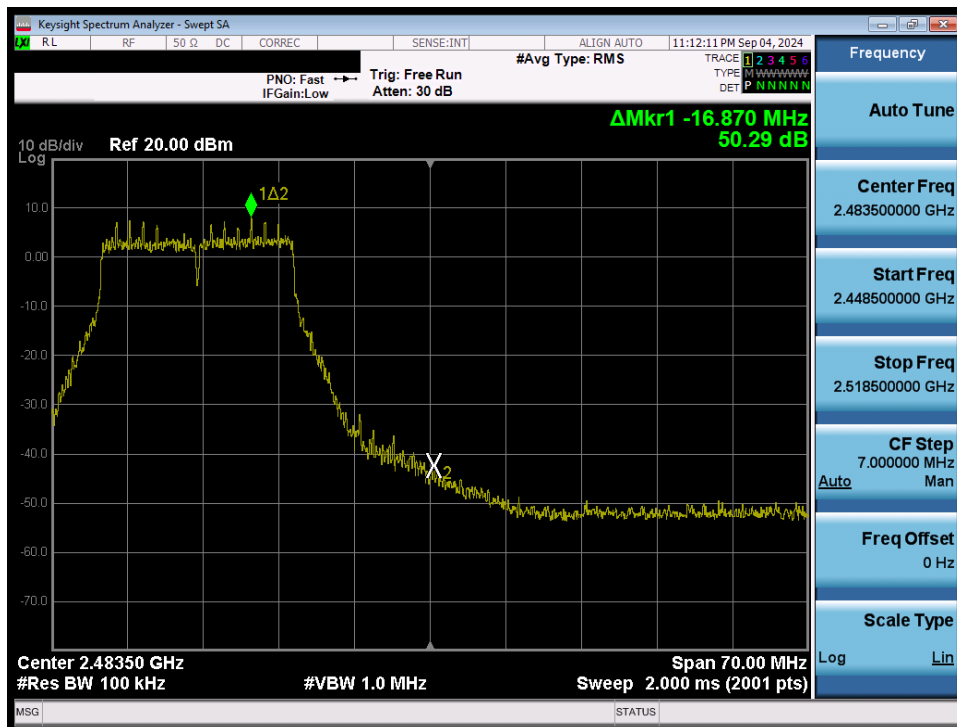 Keysight Spectrum Analyzer - Swept SA
LXI RL RF 50 Ω DC CORREC SENSE:INT ALIGN AUTO 11:12:11 PM Sep 04, 2024
Frequency
#Avg Type: RMS
TRACE 1 2 3 4 5 6
PNO: Fast Trig: Free Run
TYPE M W W W W W
IFGain:Low Atten: 30 dB
DET P N N N N N
Auto Tune
ΔMkr1 -16.870 MHz
50.29 dB
10 dB/div Ref 20.00 dBm
Log
1Δ2
10.0
0.00
-10.0
-20.0
-30.0
-40.0
X2
-50.0
-60.0
-70.0
Center Freq
2.483500000 GHz
Start Freq
2.448500000 GHz
Stop Freq
2.518500000 GHz
CF Step
7.000000 MHz
Auto Man
Freq Offset
0 Hz
Scale Type
Log Lin
Center 2.48350 GHz Span 70.00 MHz
#Res BW 100 kHz #VBW 1.0 MHz Sweep 2.000 ms (2001 pts)
MSG STATUS